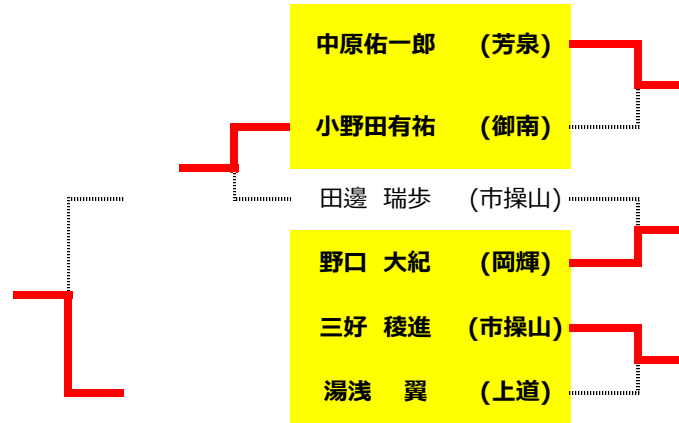 中原佑一郎 (芳泉)
小野田有祐 (御南)
田邊 瑞歩 (市操山)
野口 大紀 (岡輝)
三好 稜進 (市操山)
湯浅 翼 (上道)